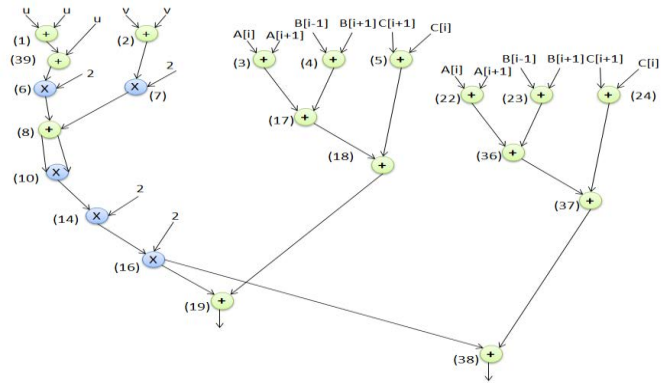 u u u v v
(1) + + (2) +
(39)
(6) X 2 X 2 (7)
(8) +
(10) X
(14) X 2
(16) X 2
(19) +
A[i] A[i+1] B[i-1] B[i+1] C[i+1] C[i]
(3) + (4) + (5) +
(17) +
(18) +
A[i] A[i+1] B[i-1] B[i+1] C[i+1] C[i]
(22) + (23) + + (24)
(36) +
(37) +
(38) +